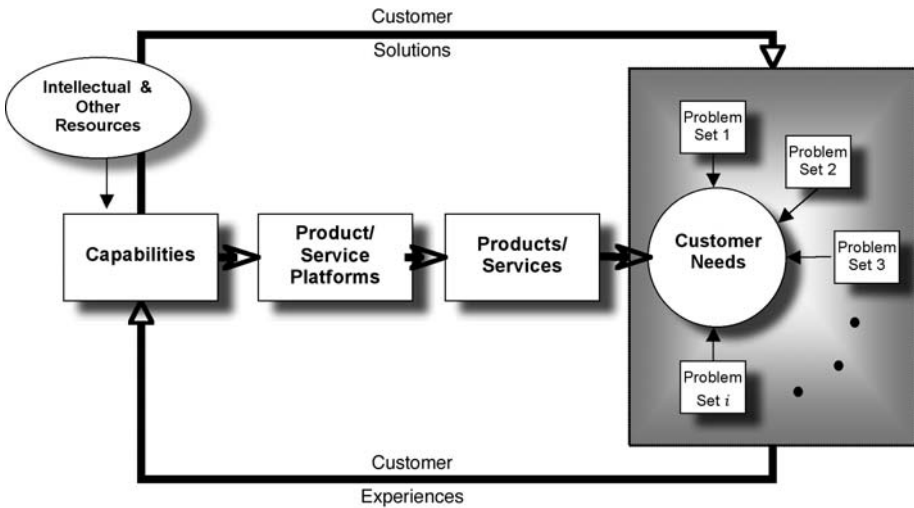 Customer
Solutions
Intellectual &
Other
Resources
Problem
Set 1
Problem
Set 2
Capabilities
Product/
Service
Platforms
Products/
Services
Customer
Needs
Problem
Set 3
Problem
Set i
Customer
Experiences